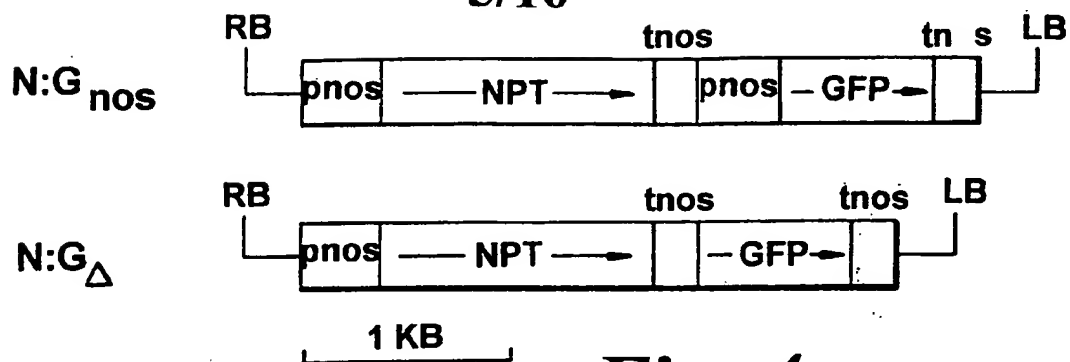 RB tnos tn s LB
N:G nos pnos NPT pnos GFP
RB tnos tnos LB
N:GΔ pnos NPT GFP
1 KB